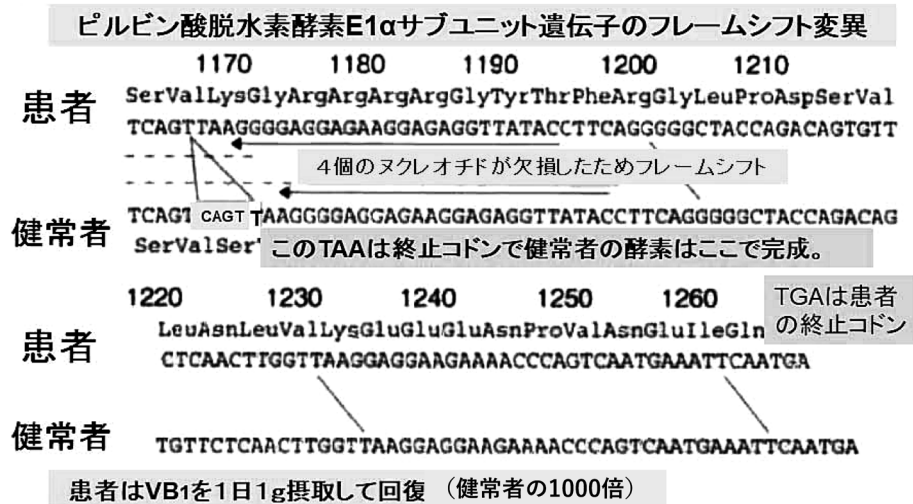 ピルビン酸脱水素酵素E1αサブユニット遺伝子のフレームシフト変異
1170 1180 1190 1200 1210
患者
SerValLysGlyArgArgArgArgGlyTyrThrPheArgGlyLeuProAspSerVal
TCAGTTAAGGGGAGGAGAAGGAGAGGTTATACCTTCAGGGGGCTACCAGACAGTGTT
4個のヌクレオチドが欠損したためフレームシフト
健常者
TCAGT CAGT TAAGGGGAGGAGAAGGAGAGGTTATACCTTCAGGGGGCTACCAGACAG
SerValSer
このTAAは終止コドンで健常者の酵素はここで完成。
1220 1230 1240 1250 1260
TGAは患者
の終止コドン
患者
LeuAsnLeuValLysGluGluGluAsnProValAsnGluIleGln
CTCAACTTGGTTAAGGAGGAAGAAAACCCAGTCAATGAAATTCAATGA
健常者
TGTTCTCAACTTGGTTAAGGAGGAAGAAAACCCAGTCAATGAAATTCAATGA
患者はVB1を1日1g摂取して回復 (健常者の1000倍)